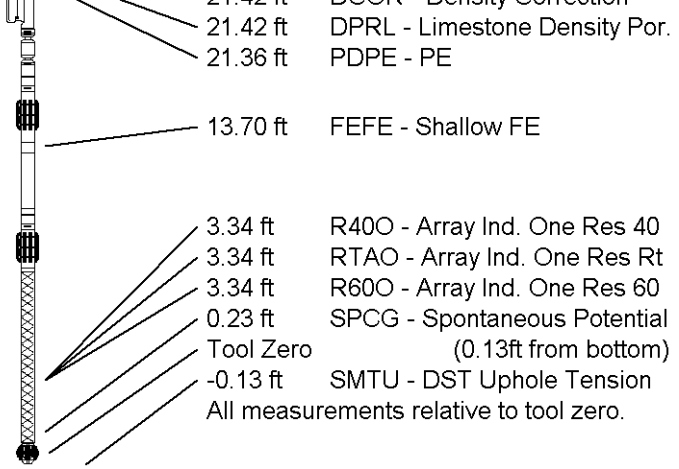 21.42 ft DCOR - Density Correction
21.42 ft DPRL - Limestone Density Por.
21.36 ft PDPE - PE
13.70 ft FEFE - Shallow FE
3.34 ft R40O - Array Ind. One Res 40
3.34 ft RTAO - Array Ind. One Res Rt
3.34 ft R60O - Array Ind. One Res 60
0.23 ft SPCG - Spontaneous Potential
Tool Zero (0.13ft from bottom)
-0.13 ft SMTU - DST Uphole Tension
All measurements relative to tool zero.